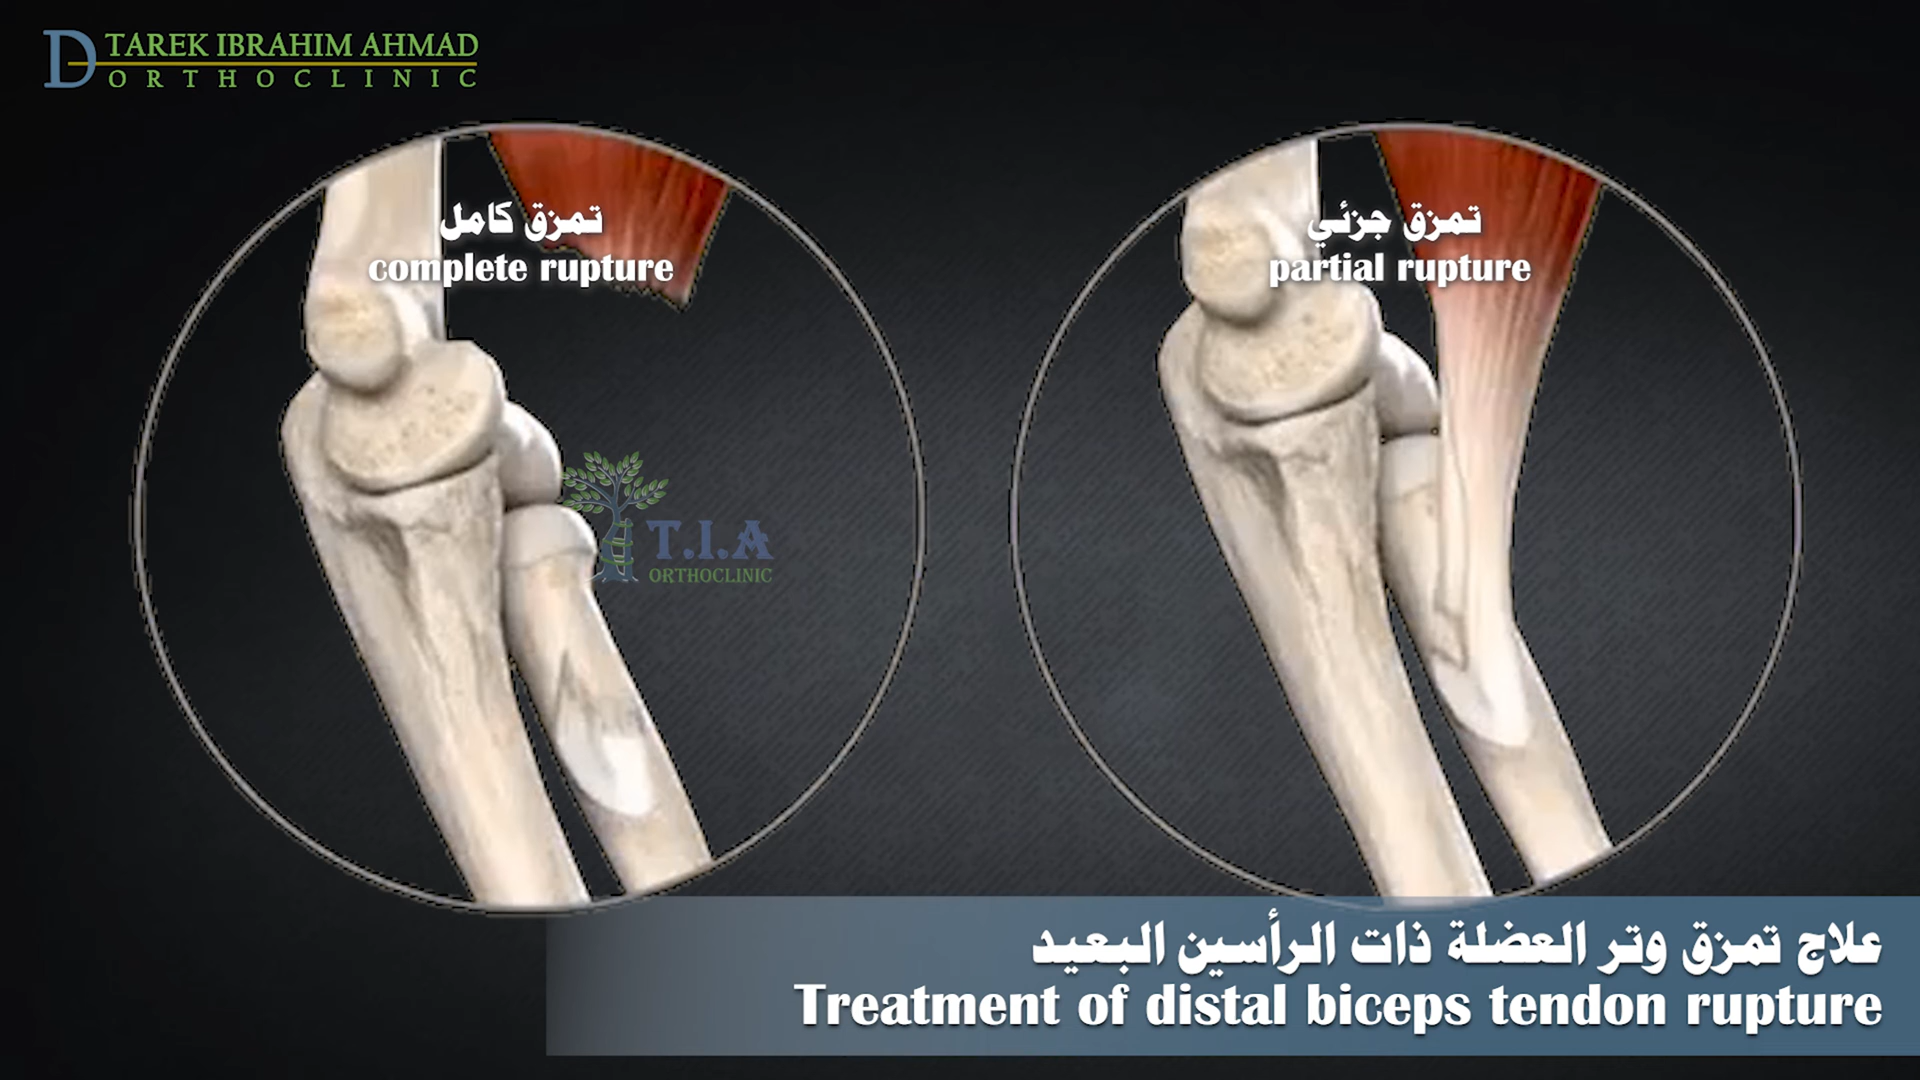 D TAREK IBRAHIM AHMAD
ORTHOCLINIC
تمزق كامل
complete rupture
تمزق جزئي
partial rupture
T.I.A
ORTHOCLINIC
علاج تمزق وتر العضلة ذات الرأسين البعيد
Treatment of distal biceps tendon rupture